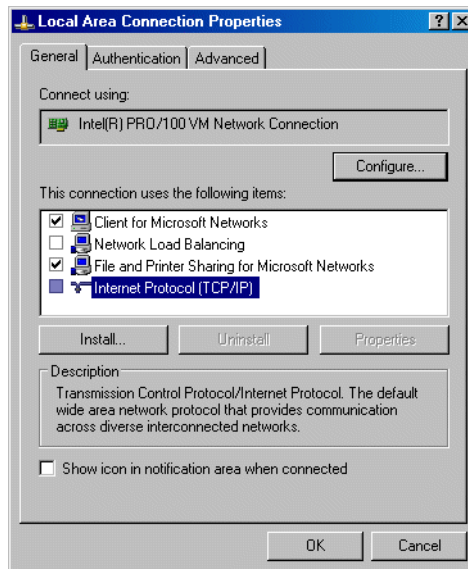 Local Area Connection Properties
General Authentication Advanced
Connect using:
Intel(R) PRO/100 VM Network Connection
Configure...
This connection uses the following items:
Client for Microsoft Networks
Network Load Balancing
File and Printer Sharing for Microsoft Networks
Internet Protocol (TCP/IP)
Install... Uninstall Properties
Description
Transmission Control Protocol/Internet Protocol. The default
wide area network protocol that provides communication
across diverse interconnected networks.
Show icon in notification area when connected
OK Cancel